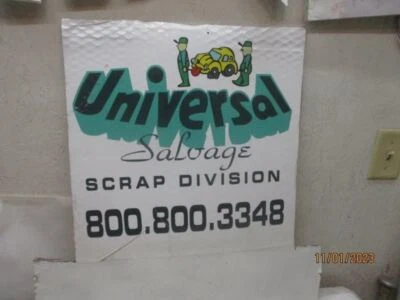 Universal
Salvage
SCRAP DIVISION
800.800.3348
11/01/2023